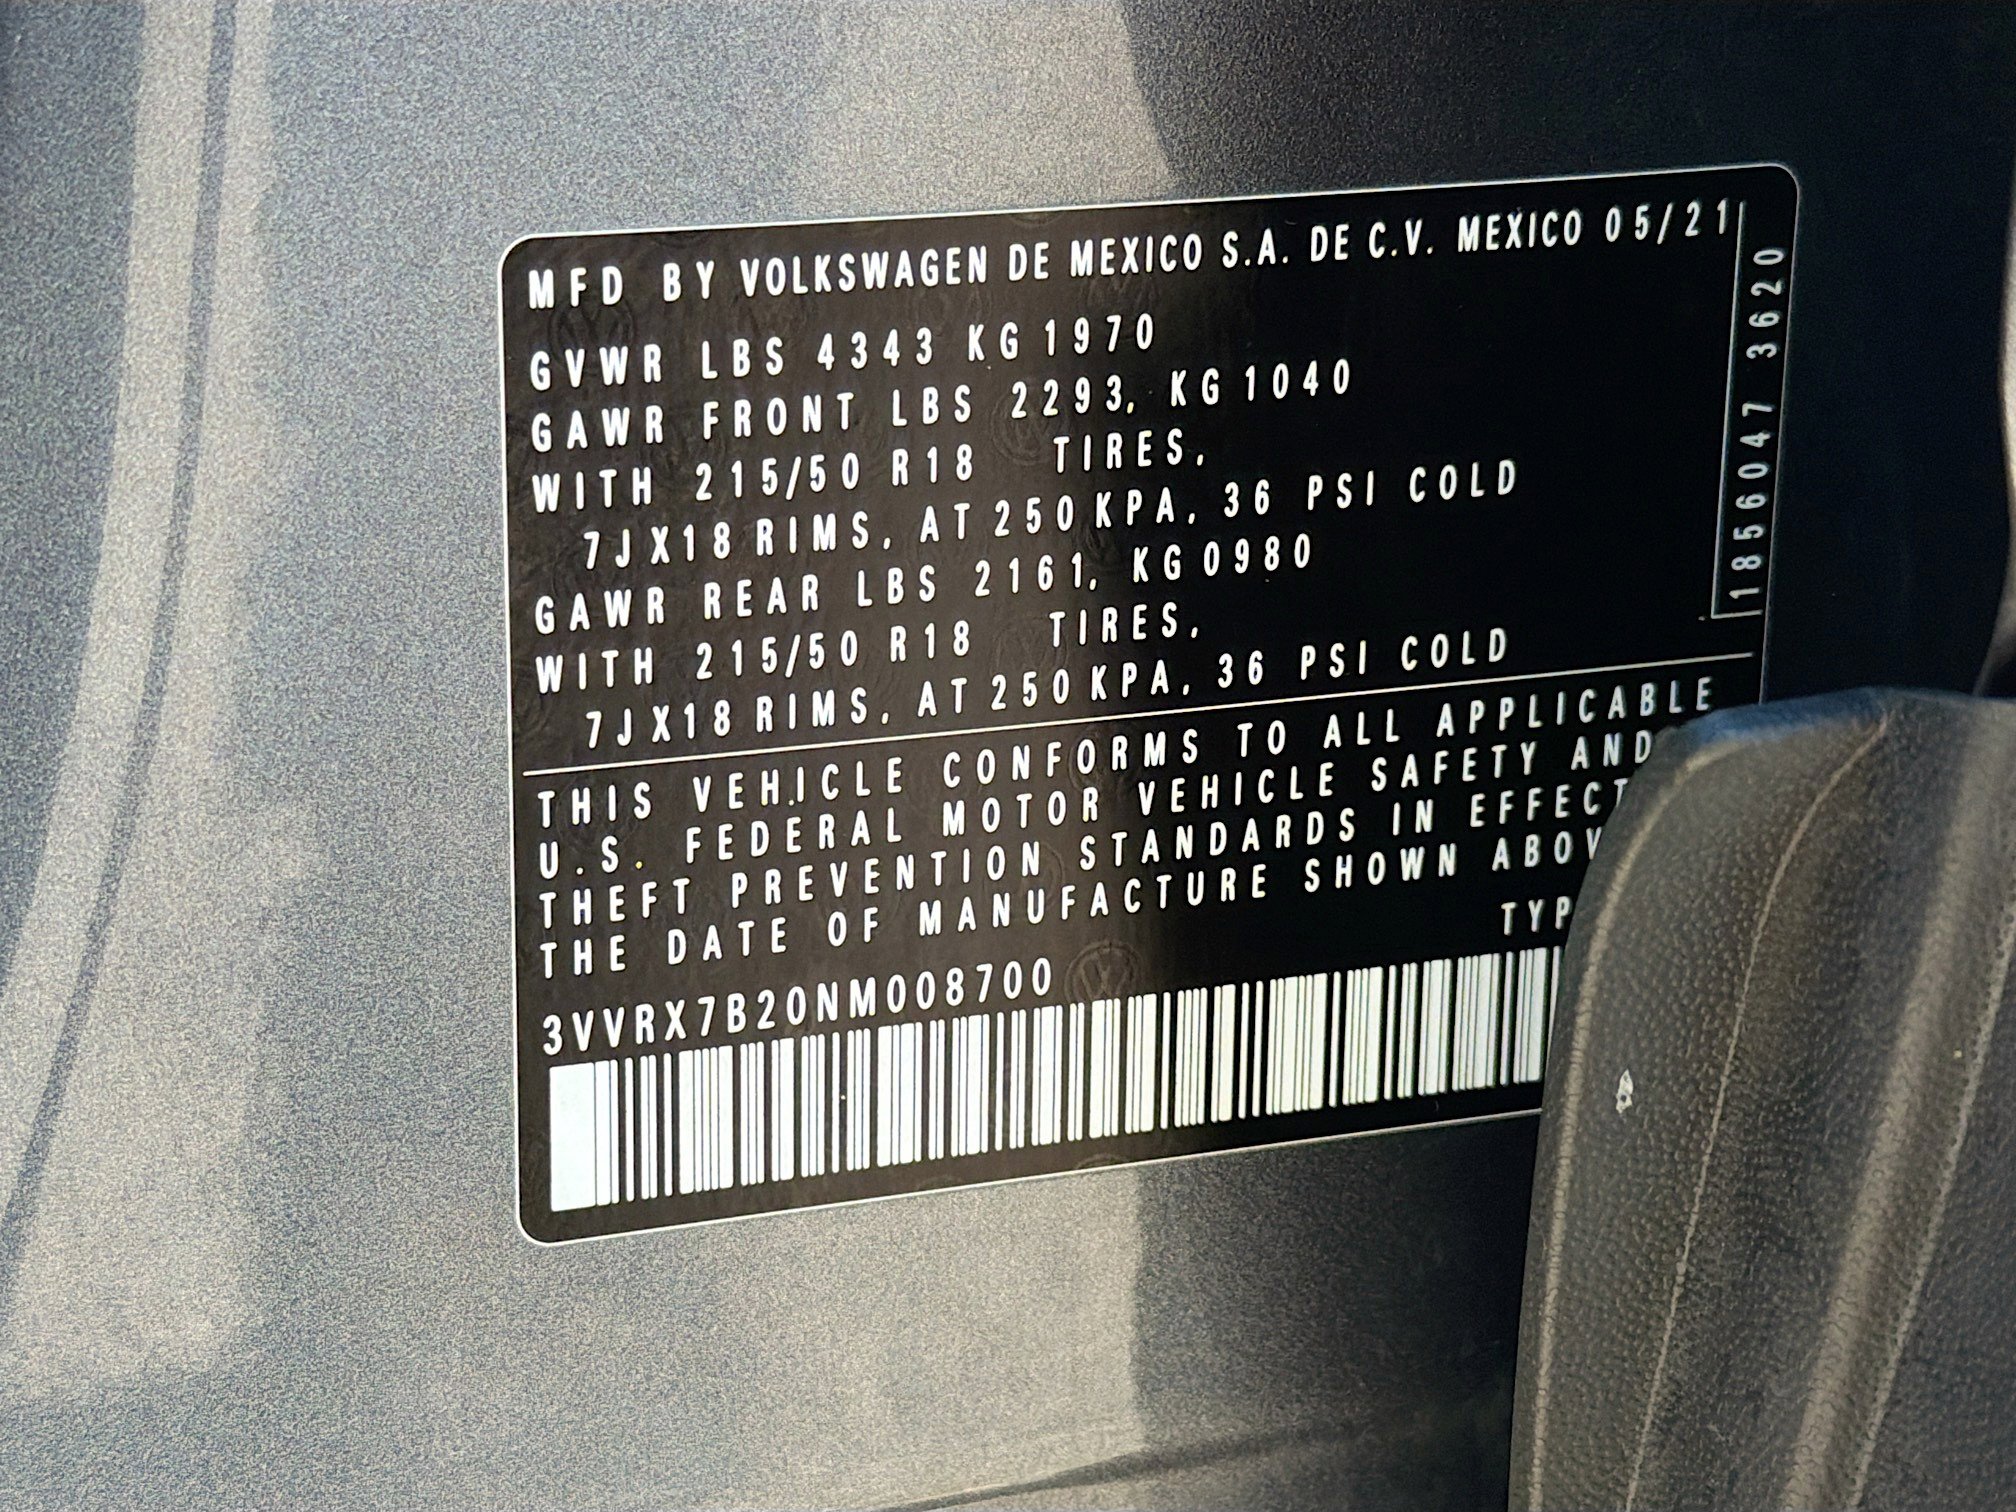 MFD BY VOLKSWAGEN DE MEXICO S.A. DE C.V. MEXICO 05/21
GVWR LBS 4343 KG 1970
GAWR FRONT LBS 2293, KG 1040
WITH 215/50 R18 TIRES,
7JX18 RIMS, AT 250 KPA, 36 PSI COLD
GAWR REAR LBS 2161, KG 0980
WITH 215/50 R18 TIRES,
7JX18 RIMS, AT 250 KPA, 36 PSI COLD
THIS VEHICLE CONFORMS TO ALL APPLICABLE
U.S. FEDERAL MOTOR VEHICLE SAFETY AND
THEFT PREVENTION STANDARDS IN EFFECT
THE DATE OF MANUFACTURE SHOWN ABOV
TYP
3VVRX7B20NM008700
1856047 3620